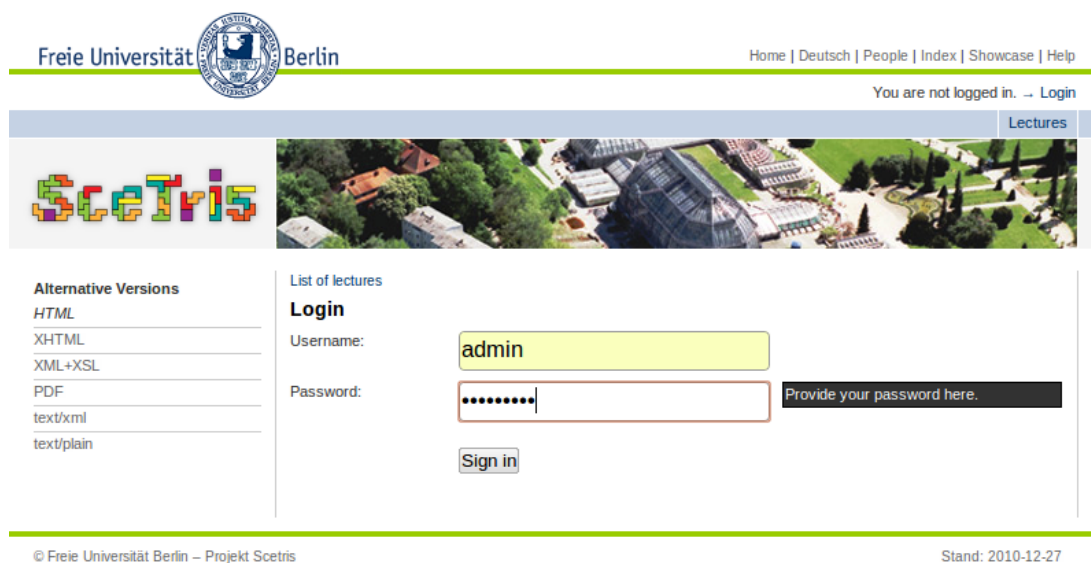 Freie Universität Berlin
Home | Deutsch | People | Index | Showcase | Help
You are not logged in. → Login
Lectures
SceTris
Alternative Versions
HTML
XHTML
XML+XSL
PDF
text/xml
text/plain
List of lectures
Login
Username:
admin
Password:
•••••••••
Provide your password here.
Sign in
© Freie Universität Berlin – Projekt Scetris
Stand: 2010-12-27